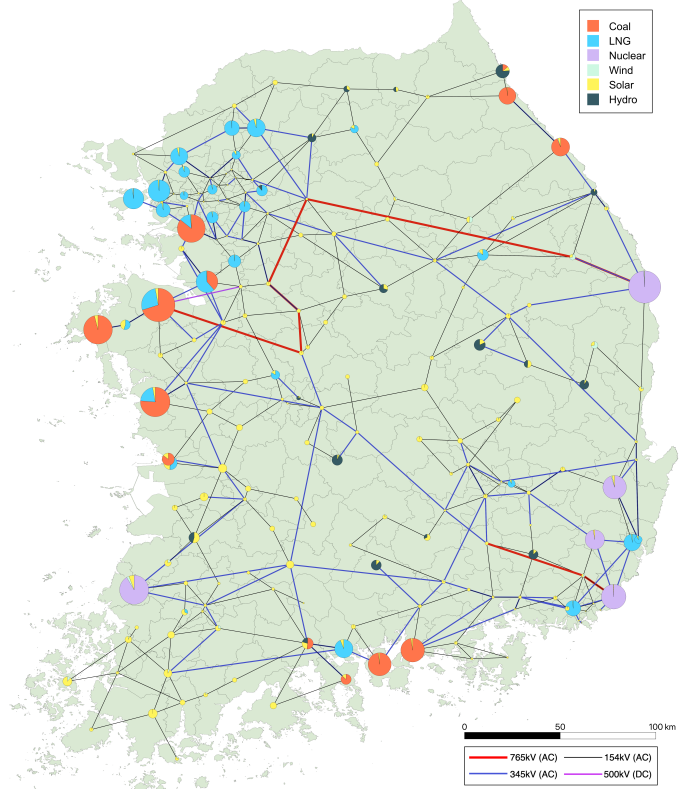 Coal
LNG
Nuclear
Wind
Solar
Hydro
0 50 100 km
765kV (AC) 154kV (AC)
345kV (AC) 500kV (DC)